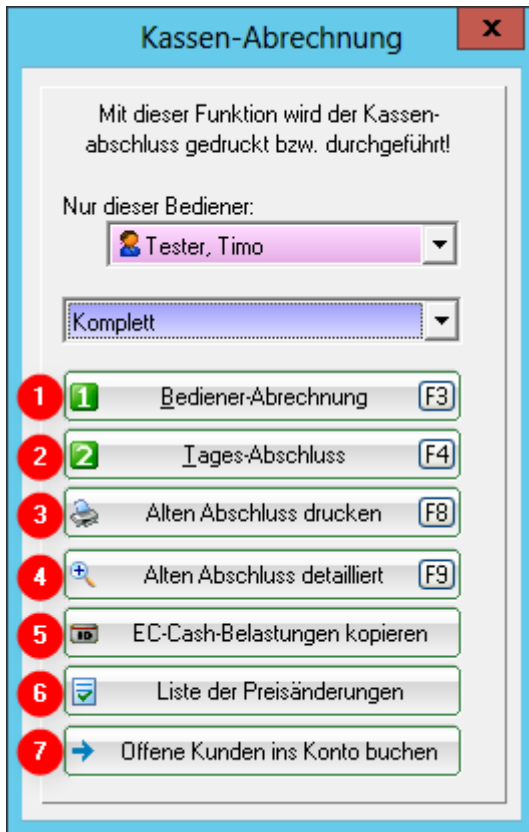 Kassen-Abrechnung x
Mit dieser Funktion wird der Kassen-
abschluss gedruckt bzw. durchgeführt!
Nur dieser Bediener:
Tester, Timo
Komplett
1 1 Bediener-Abrechnung F3
2 2 Tages-Abschluss F4
3 Alten Abschluss drucken F8
4 Alten Abschluss detailliert F9
5 ID EC-Cash-Belastungen kopieren
6 Liste der Preisänderungen
7 Offene Kunden ins Konto buchen